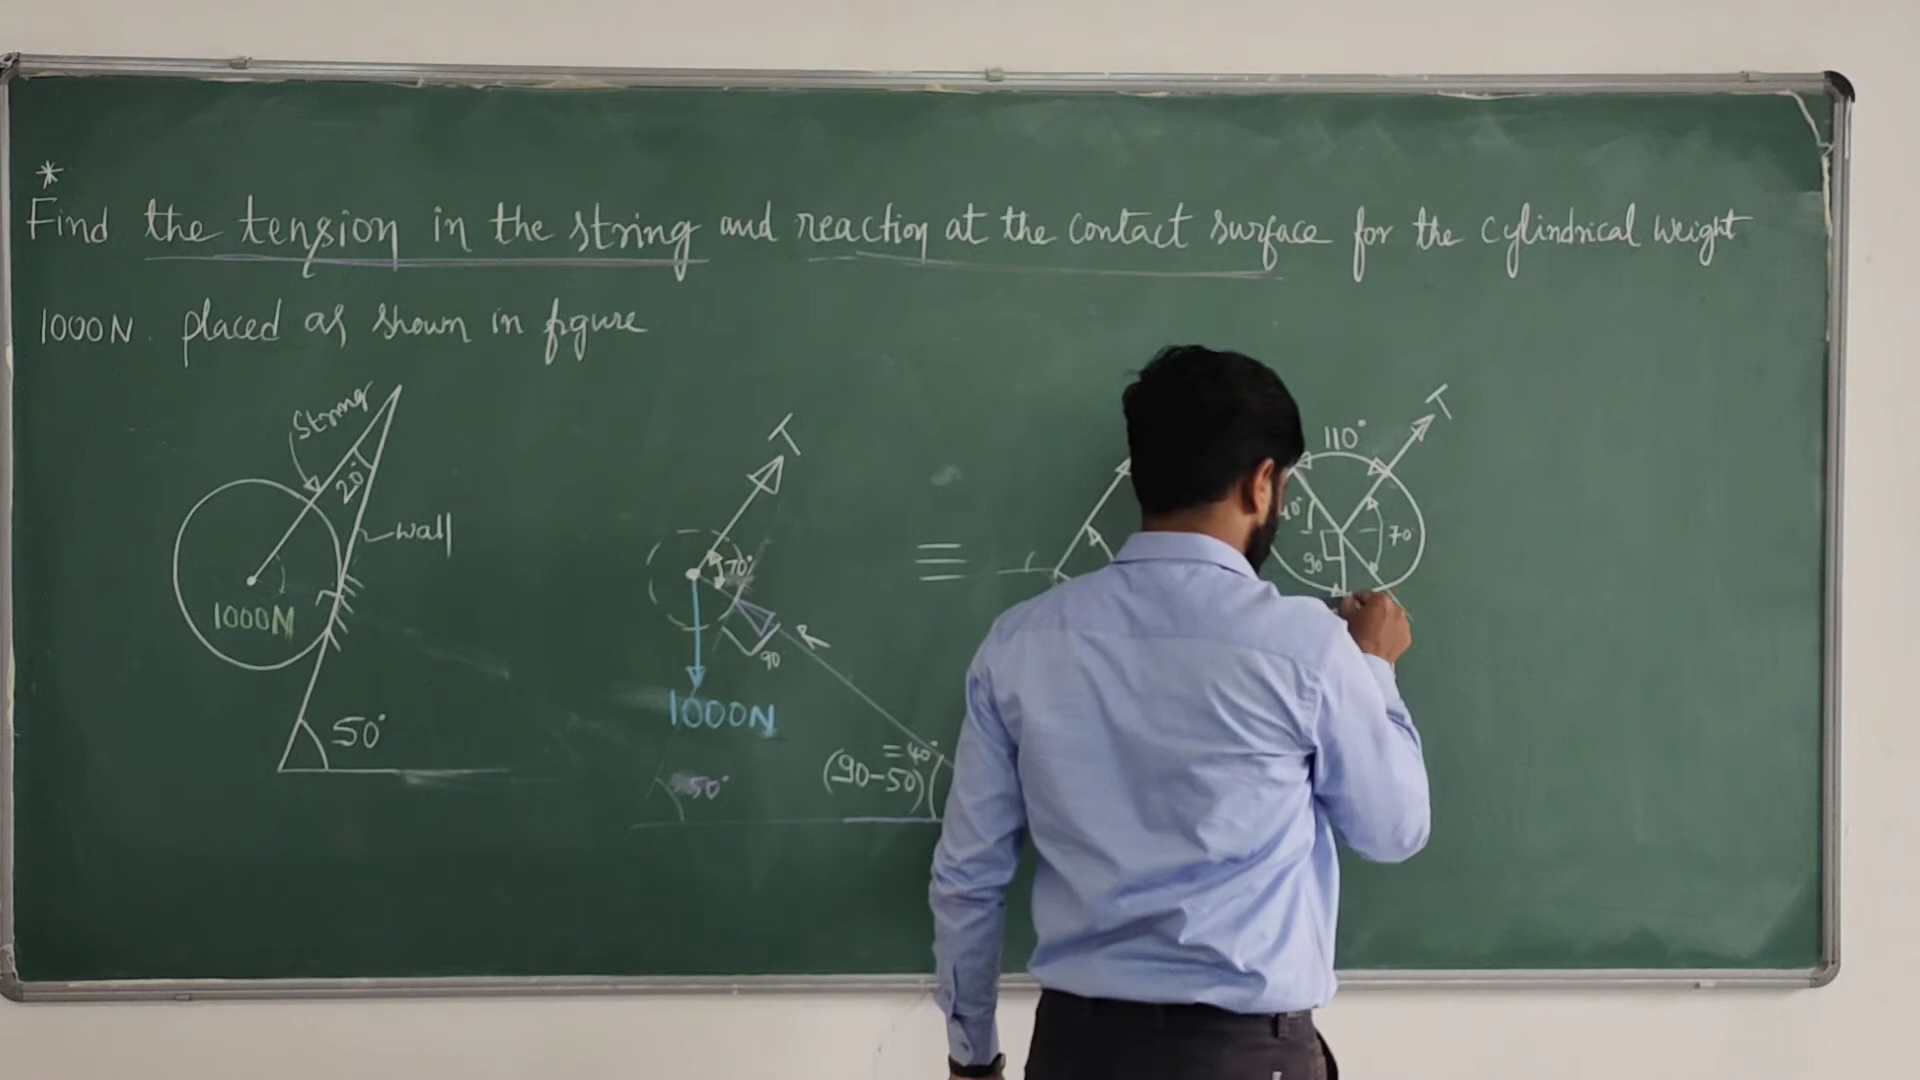 *
Find the tension in the string and reaction at the contact surface for the cylindrical weight
1000N. placed as shown in figure
String
20°
wall
1000N
50°
T
70°
R
90
1000N
= 40°
(90-50)
50°
≡
T
110°
40°
90
70